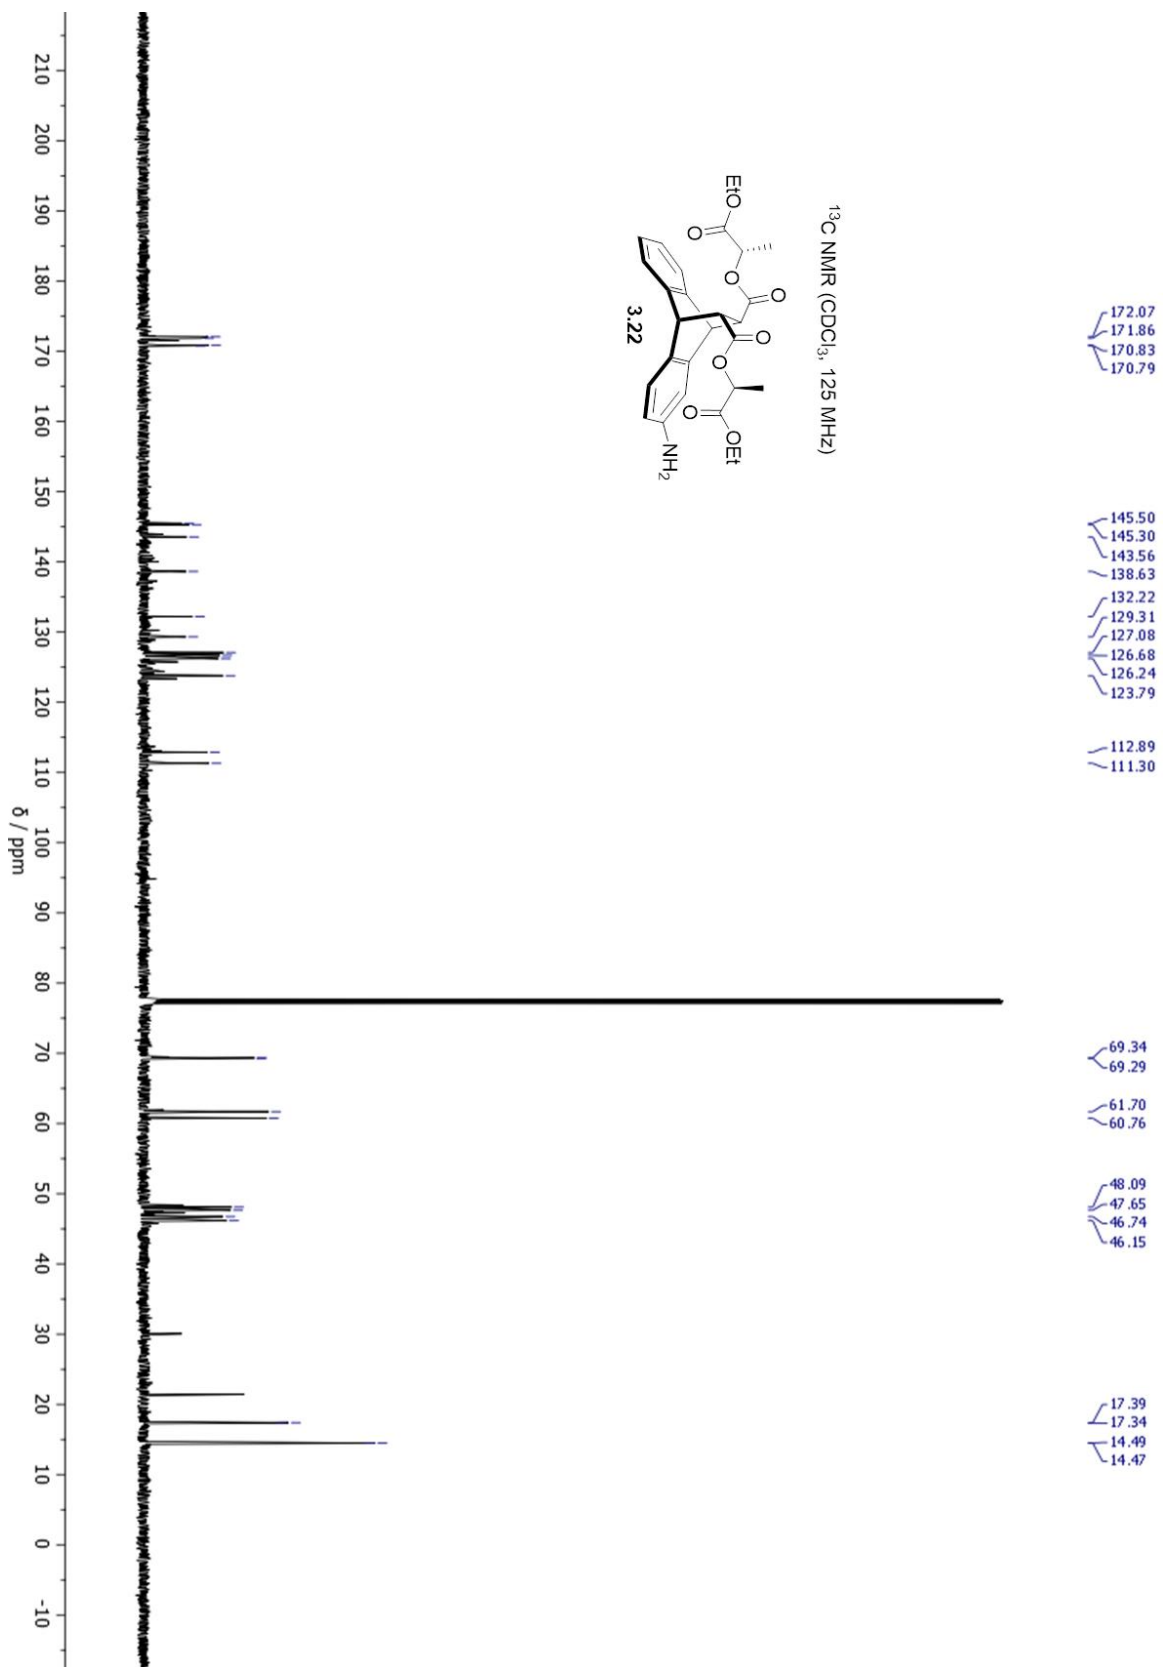 ¹³C NMR (CDCl₃, 125 MHz)
EtO
O
O
O
O
O
O
OEt
NH₂
3.22
172.07
171.86
170.83
170.79
145.50
145.30
143.56
138.63
132.22
129.31
127.08
126.68
126.24
123.79
112.89
111.30
69.34
69.29
61.70
60.76
48.09
47.65
46.74
46.15
17.39
17.34
14.49
14.47
210 200 190 180 170 160 150 140 130 120 110 100 90 80 70 60 50 40 30 20 10 0 -10
δ / ppm